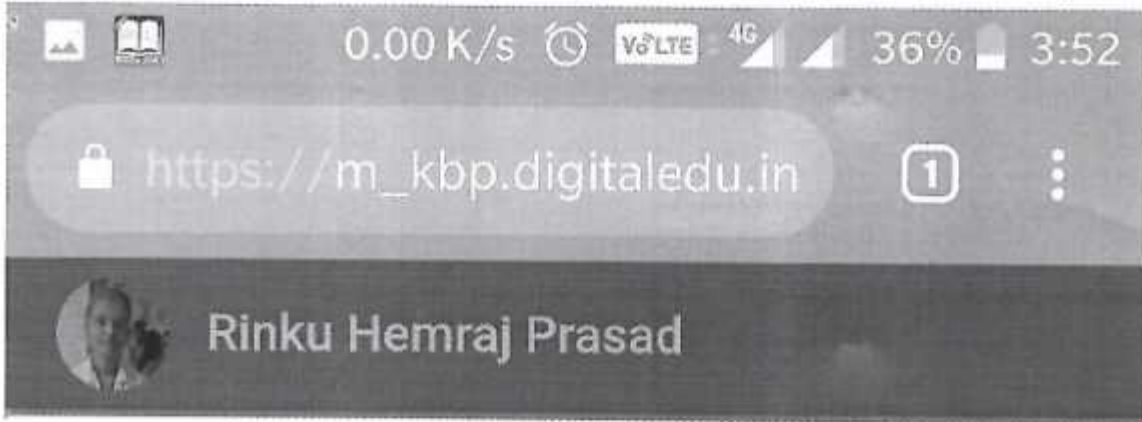 0.00 K/s VoLTE 4G 36% 3:52
https://m_kbp.digitaledu.in 1
Rinku Hemraj Prasad